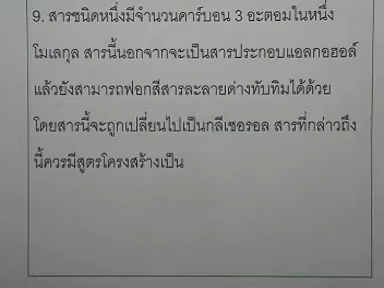 9. สารชนิดหนึ่งมีจำนวนคาร์บอน 3 อะตอมในหนึ่ง
โมเลกุล สารนี้นอกจากจะเป็นสารประกอบแอลกอฮอล์
แล้วยังสามารถฟอกสีสารละลายด่างทับทิมได้ด้วย
โดยสารนี้จะถูกเปลี่ยนไปเป็นกลีเซอรอล สารที่กล่าวถึง
นี้ควรมีสูตรโครงสร้างเป็น